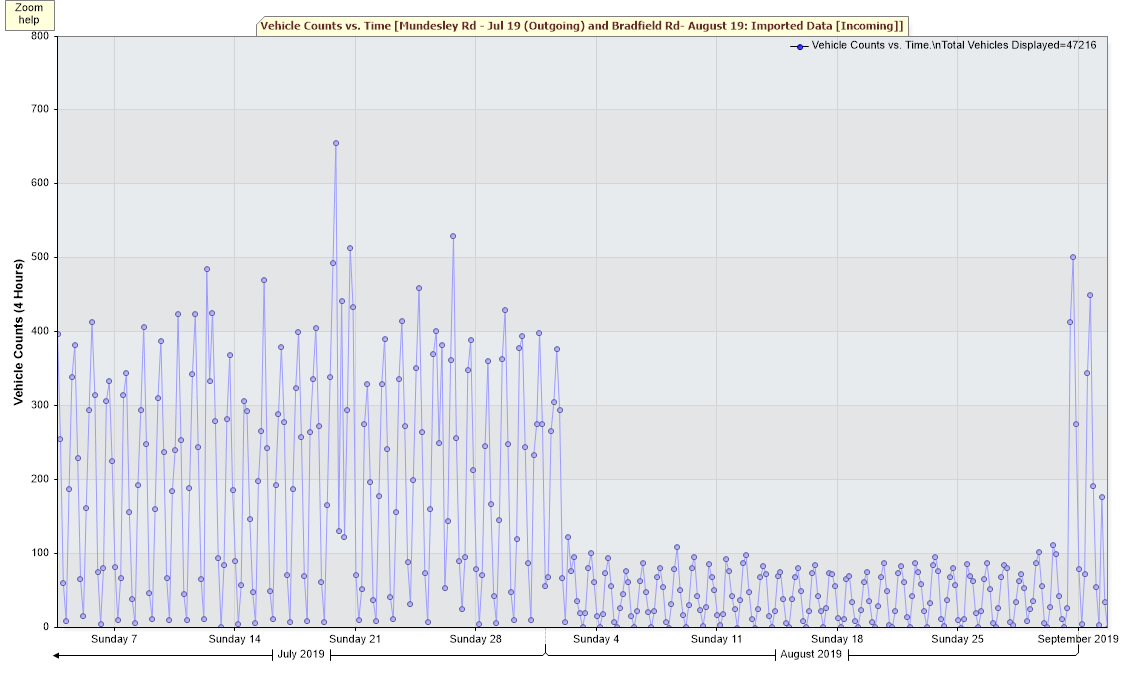 Zoom
help
Vehicle Counts vs. Time [Mundesley Rd - Jul 19 (Outgoing) and Bradfield Rd- August 19: Imported Data [Incoming]]
Vehicle Counts vs. Time.\nTotal Vehicles Displayed=47216
800
700
600
500
400
300
200
100
0
Vehicle Counts (4 Hours)
Sunday 7 Sunday 14 Sunday 21 Sunday 28 Sunday 4 Sunday 11 Sunday 18 Sunday 25 September 2019
July 2019 August 2019